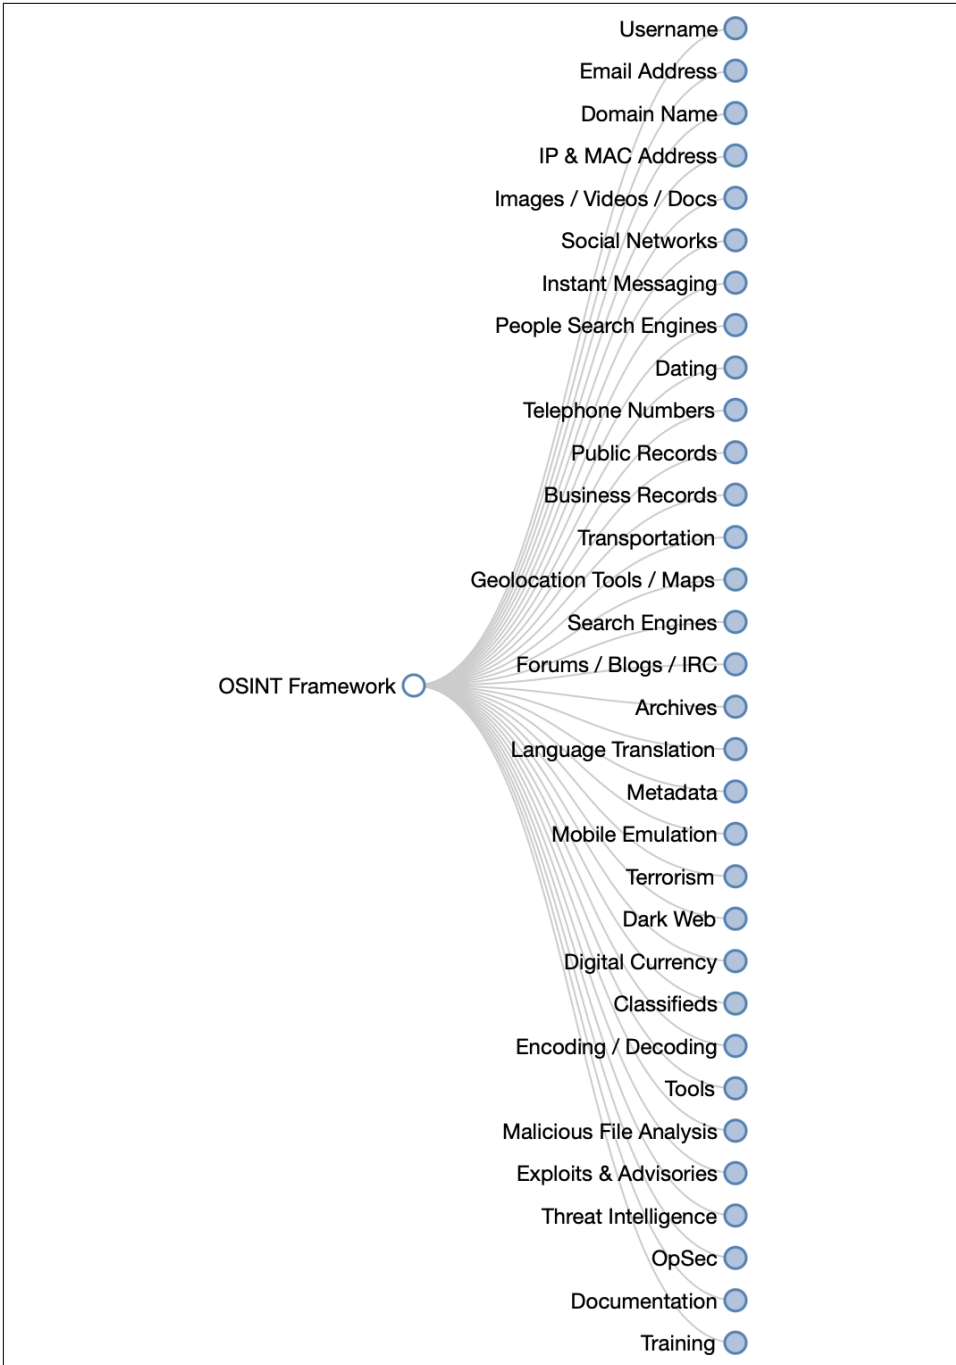 Username
Email Address
Domain Name
IP & MAC Address
Images / Videos / Docs
Social Networks
Instant Messaging
People Search Engines
Dating
Telephone Numbers
Public Records
Business Records
Transportation
Geolocation Tools / Maps
Search Engines
Forums / Blogs / IRC
OSINT Framework
Archives
Language Translation
Metadata
Mobile Emulation
Terrorism
Dark Web
Digital Currency
Classifieds
Encoding / Decoding
Tools
Malicious File Analysis
Exploits & Advisories
Threat Intelligence
OpSec
Documentation
Training